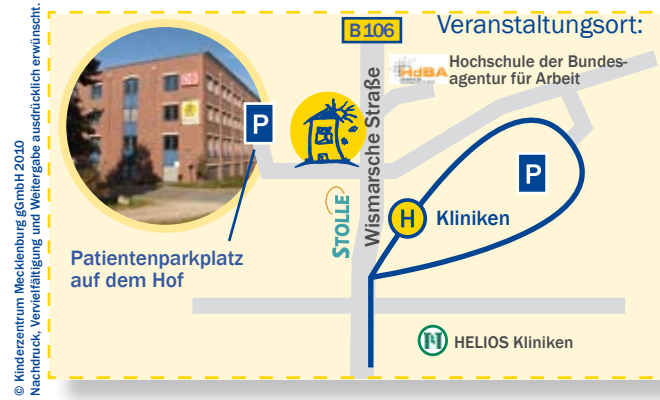 B 106
Veranstaltungsort:
HdBA
Hochschule der Bundes-
agentur für Arbeit
P
P
STOLLE
Wismarsche Straße
H
Kliniken
Patientenparkplatz
auf dem Hof
HELIOS Kliniken
© Kinderzentrum Mecklenburg gGmbH 2010
Nachdruck, Vervielfältigung und Weitergabe ausdrücklich erwünscht.